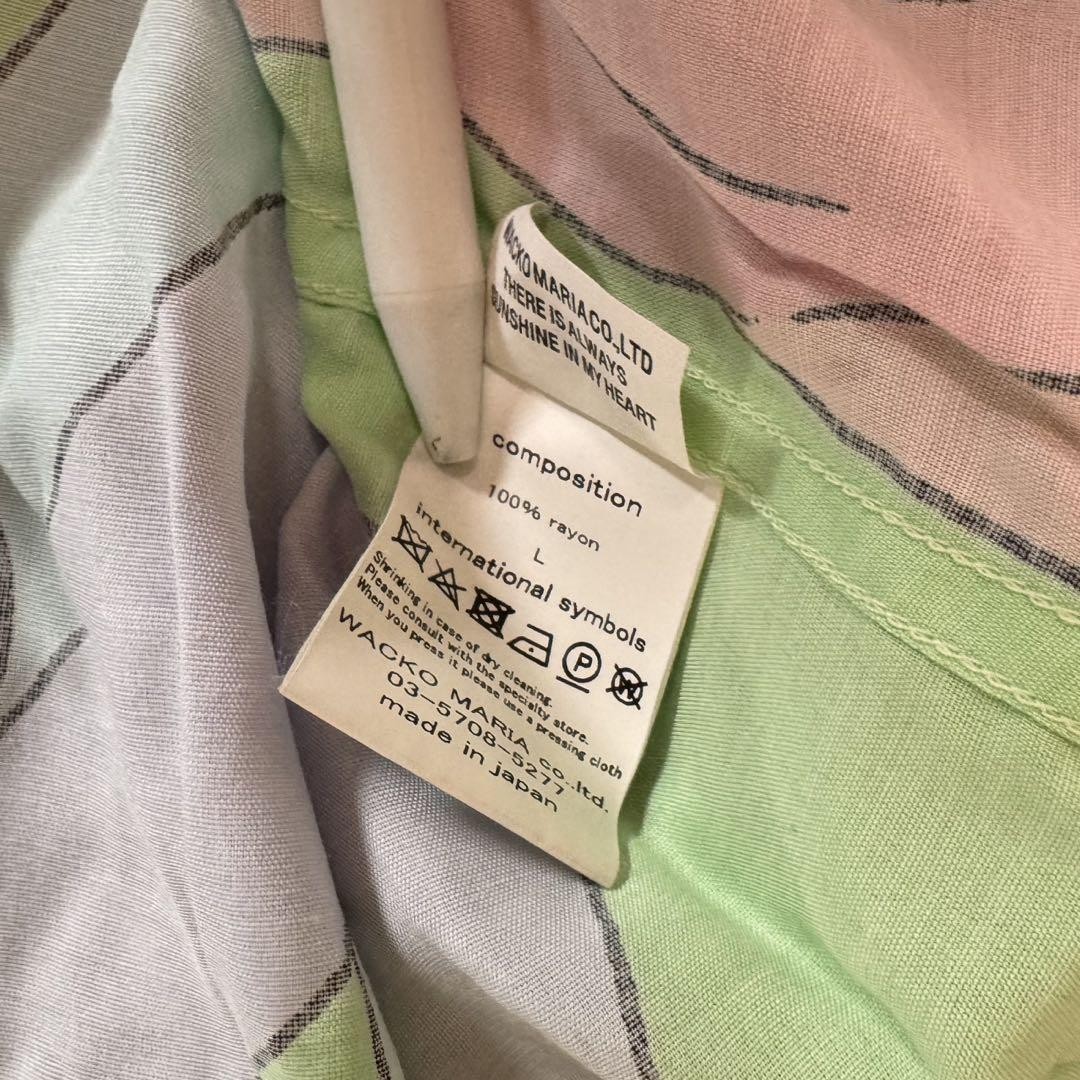 WACKO MARIA CO.,LTD
THERE IS ALWAYS
SUNSHINE IN MY HEART
composition
100% rayon
L
international symbols
P W
Shrinking in case of dry cleaning.
Please consult with the specialty store.
When you press it please use a pressing cloth
WACKO MARIA co.,ltd.
03-5708-5277
made in japan